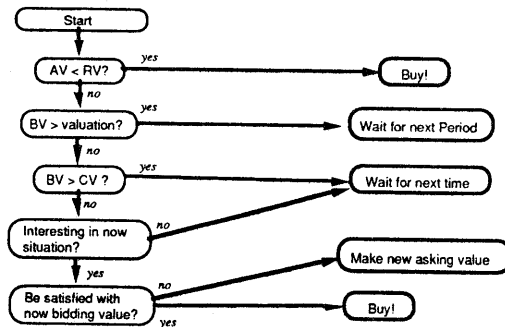 Start
yes
AV < RV?
Buy!
no
yes
BV > valuation?
Wait for next Period
no
yes
BV > CV ?
Wait for next time
no
no
Interesting in now
situation?
Make new asking value
yes
no
Be satisfied with
now bidding value?
Buy!
yes